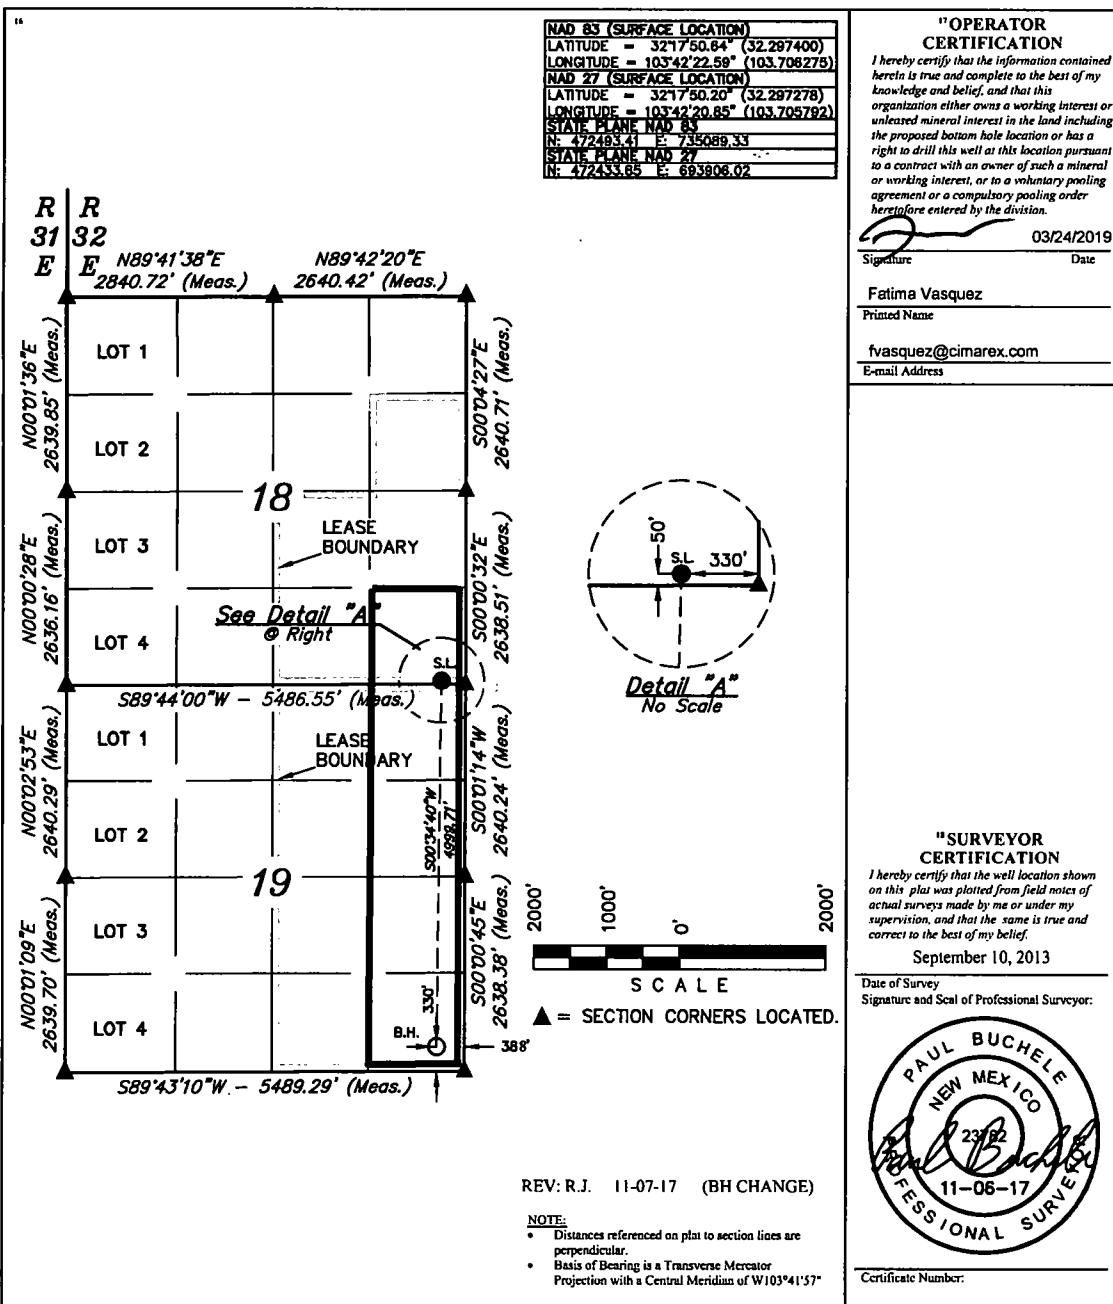 16
NAD 83 (SURFACE LOCATION)
LATITUDE = 32°17'50.64" (32.297400)
LONGITUDE = 103°42'22.59" (103.706275)
NAD 27 (SURFACE LOCATION)
LATITUDE = 32°17'50.20" (32.297278)
LONGITUDE = 103°42'20.85" (103.705792)
STATE PLANE NAD 83
N: 472493.41 E: 735089.33
STATE PLANE NAD 27
N: 472433.65 E: 693906.02
R R
31 32
E E
N89°41'38"E
2840.72' (Meas.)
N89°42'20"E
2640.42' (Meas.)
N00°01'36"E
2639.85' (Meas.)
LOT 1
S00°04'27"E
2640.71' (Meas.)
LOT 2
18
N00°00'28"E
2636.16' (Meas.)
LOT 3
LEASE
BOUNDARY
S00°00'32"E
2638.51' (Meas.)
See Detail "A"
@ Right
LOT 4
S.L.
S89°44'00"W - 5486.55' (Meas.)
N00°02'53"E
2640.29' (Meas.)
LOT 1
LEASE
BOUNDARY
S00°01'14"W
2640.24' (Meas.)
LOT 2
S00°34'40"W
4999.71'
19
N00°01'09"E
2639.70' (Meas.)
LOT 3
S00°00'45"E
2638.38' (Meas.)
LOT 4
330'
B.H.
388'
S89°43'10"W - 5489.29' (Meas.)
50'
S.L.
330'
Detail "A"
No Scale
2000'
1000'
0'
2000'
SCALE
▲ = SECTION CORNERS LOCATED.
REV: R.J. 11-07-17 (BH CHANGE)
NOTE:
• Distances referenced on plat to section lines are
perpendicular.
• Basis of Bearing is a Transverse Mercator
Projection with a Central Meridian of W103°41'57"
17 OPERATOR
CERTIFICATION
I hereby certify that the information contained
herein is true and complete to the best of my
knowledge and belief, and that this
organization either owns a working interest or
unleased mineral interest in the land including
the proposed bottom hole location or has a
right to drill this well at this location pursuant
to a contract with an owner of such a mineral
or working interest, or to a voluntary pooling
agreement or a compulsory pooling order
heretofore entered by the division.
03/24/2019
Signature Date
Fatima Vasquez
Printed Name
fvasquez@cimarex.com
E-mail Address
18 SURVEYOR
CERTIFICATION
I hereby certify that the well location shown
on this plat was plotted from field notes of
actual surveys made by me or under my
supervision, and that the same is true and
correct to the best of my belief.
September 10, 2013
Date of Survey
Signature and Seal of Professional Surveyor:
PAUL BUCHELE
NEW MEXICO
23782
Paul Buchele
11-06-17
PROFESSIONAL SURVEYOR
Certificate Number: